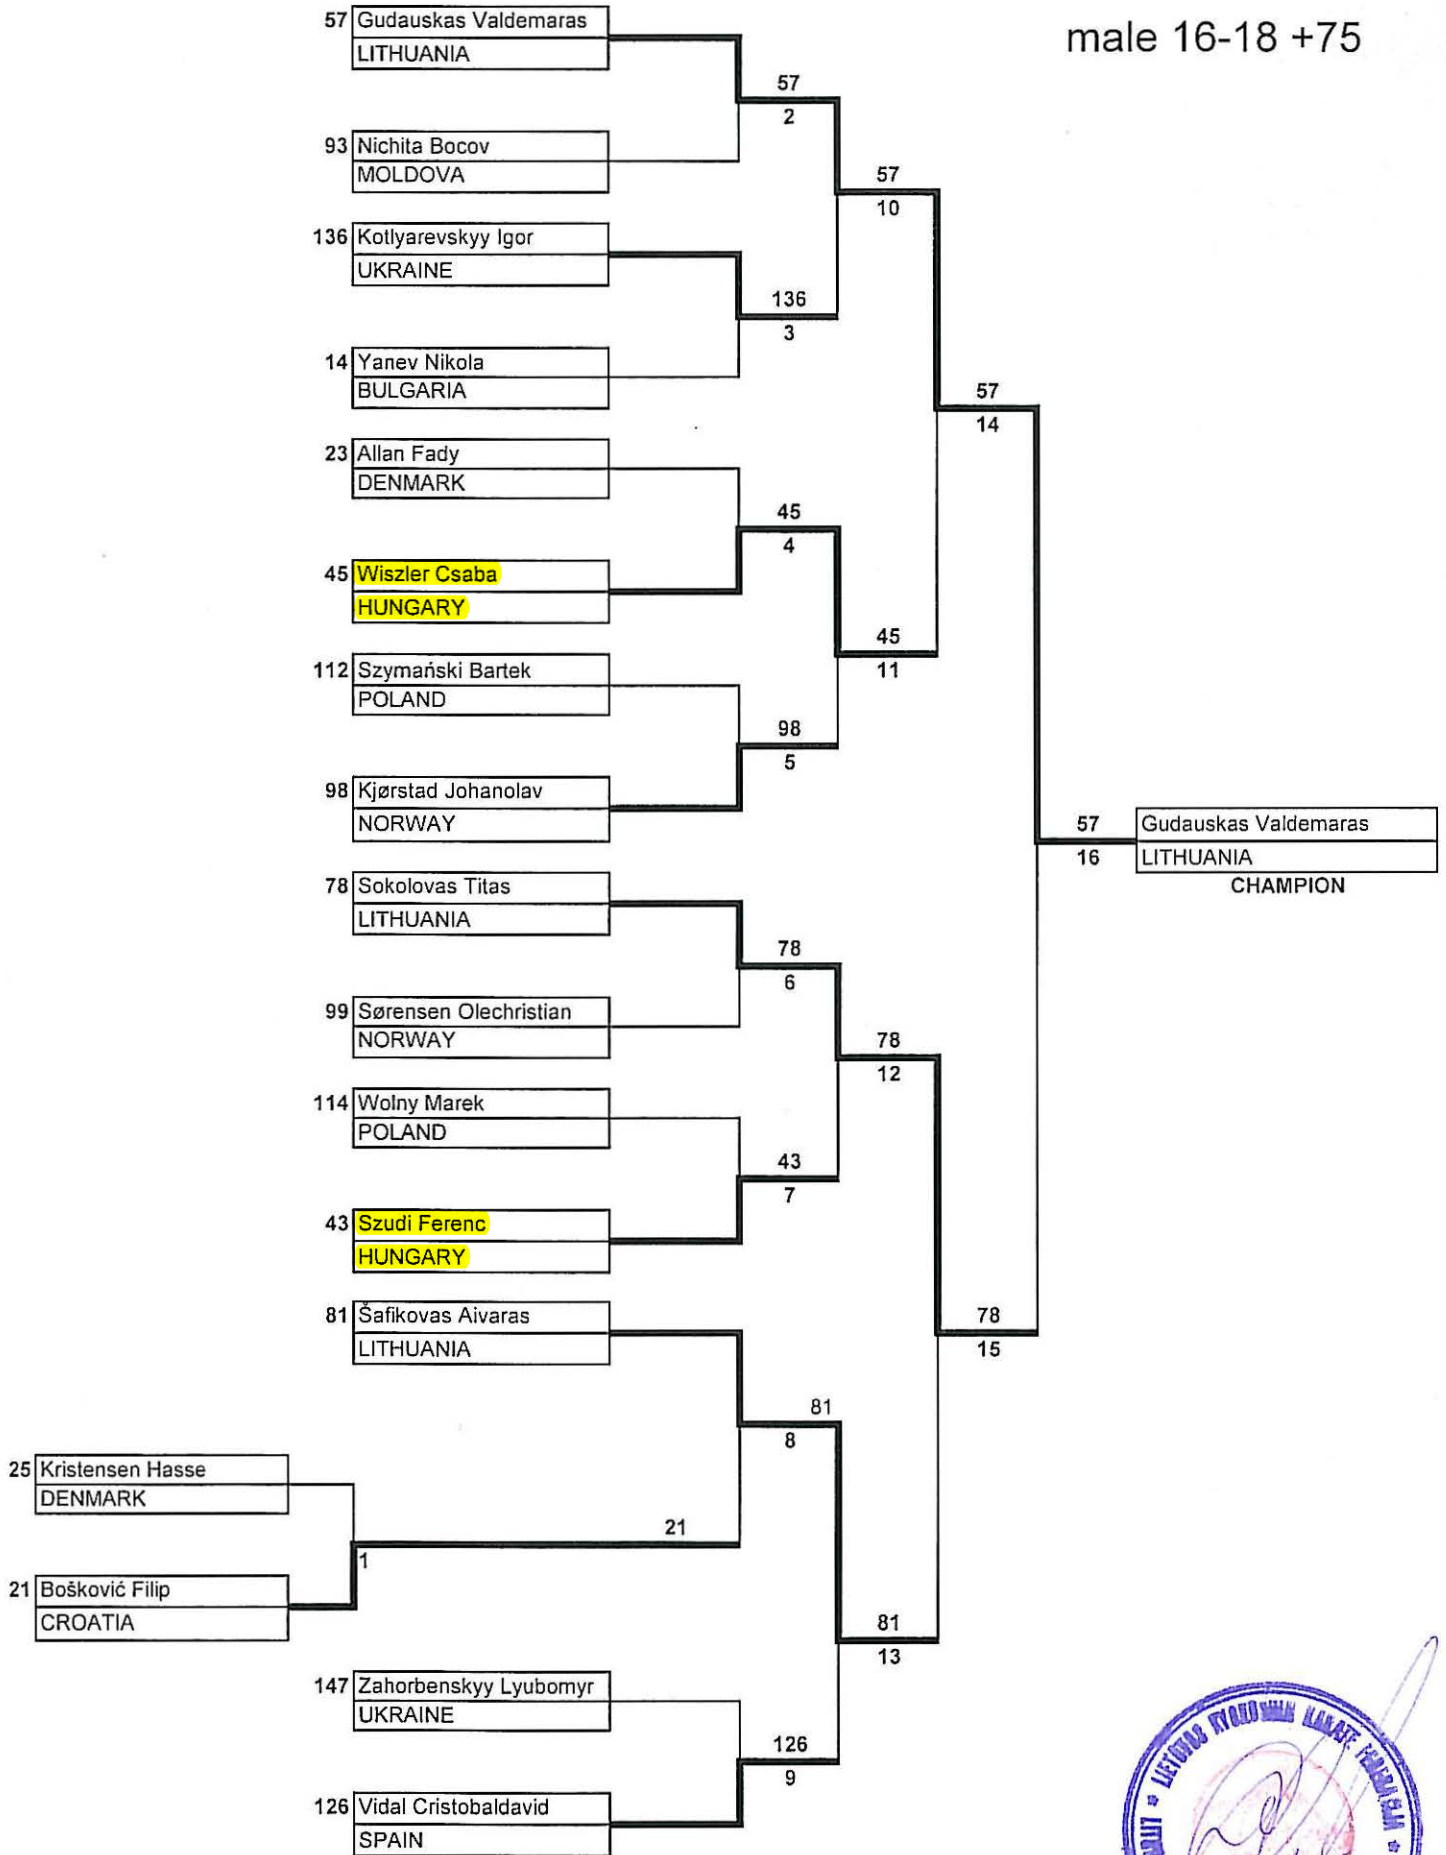 male 16-18 +75
57 Gudauskas Valdemaras
LITHUANIA
57
2
93 Nichita Bocov
MOLDOVA
57
10
136 Kotlyarevskyy Igor
UKRAINE
136
3
14 Yanev Nikola
BULGARIA
57
14
23 Allan Fady
DENMARK
45
4
45 Wiszler Csaba
HUNGARY
45
11
112 Szymański Bartek
POLAND
98
5
98 Kjørstad Johanolav
NORWAY
57 Gudauskas Valdemaras
16 LITHUANIA
CHAMPION
78 Sokolovas Titas
LITHUANIA
78
6
99 Sørensen Olechristian
NORWAY
78
12
114 Wolny Marek
POLAND
43
7
43 Szudi Ferenc
HUNGARY
81 Šafikovas Aivaras
LITHUANIA
78
15
81
8
25 Kristensen Hasse
DENMARK
21
1
21 Bošković Filip
CROATIA
81
13
147 Zahorbenskyy Lyubomyr
UKRAINE
126
9
126 Vidal Cristobaldavid
SPAIN
LIETUVOS KYOKUSHIN KARATE FEDERACIJA